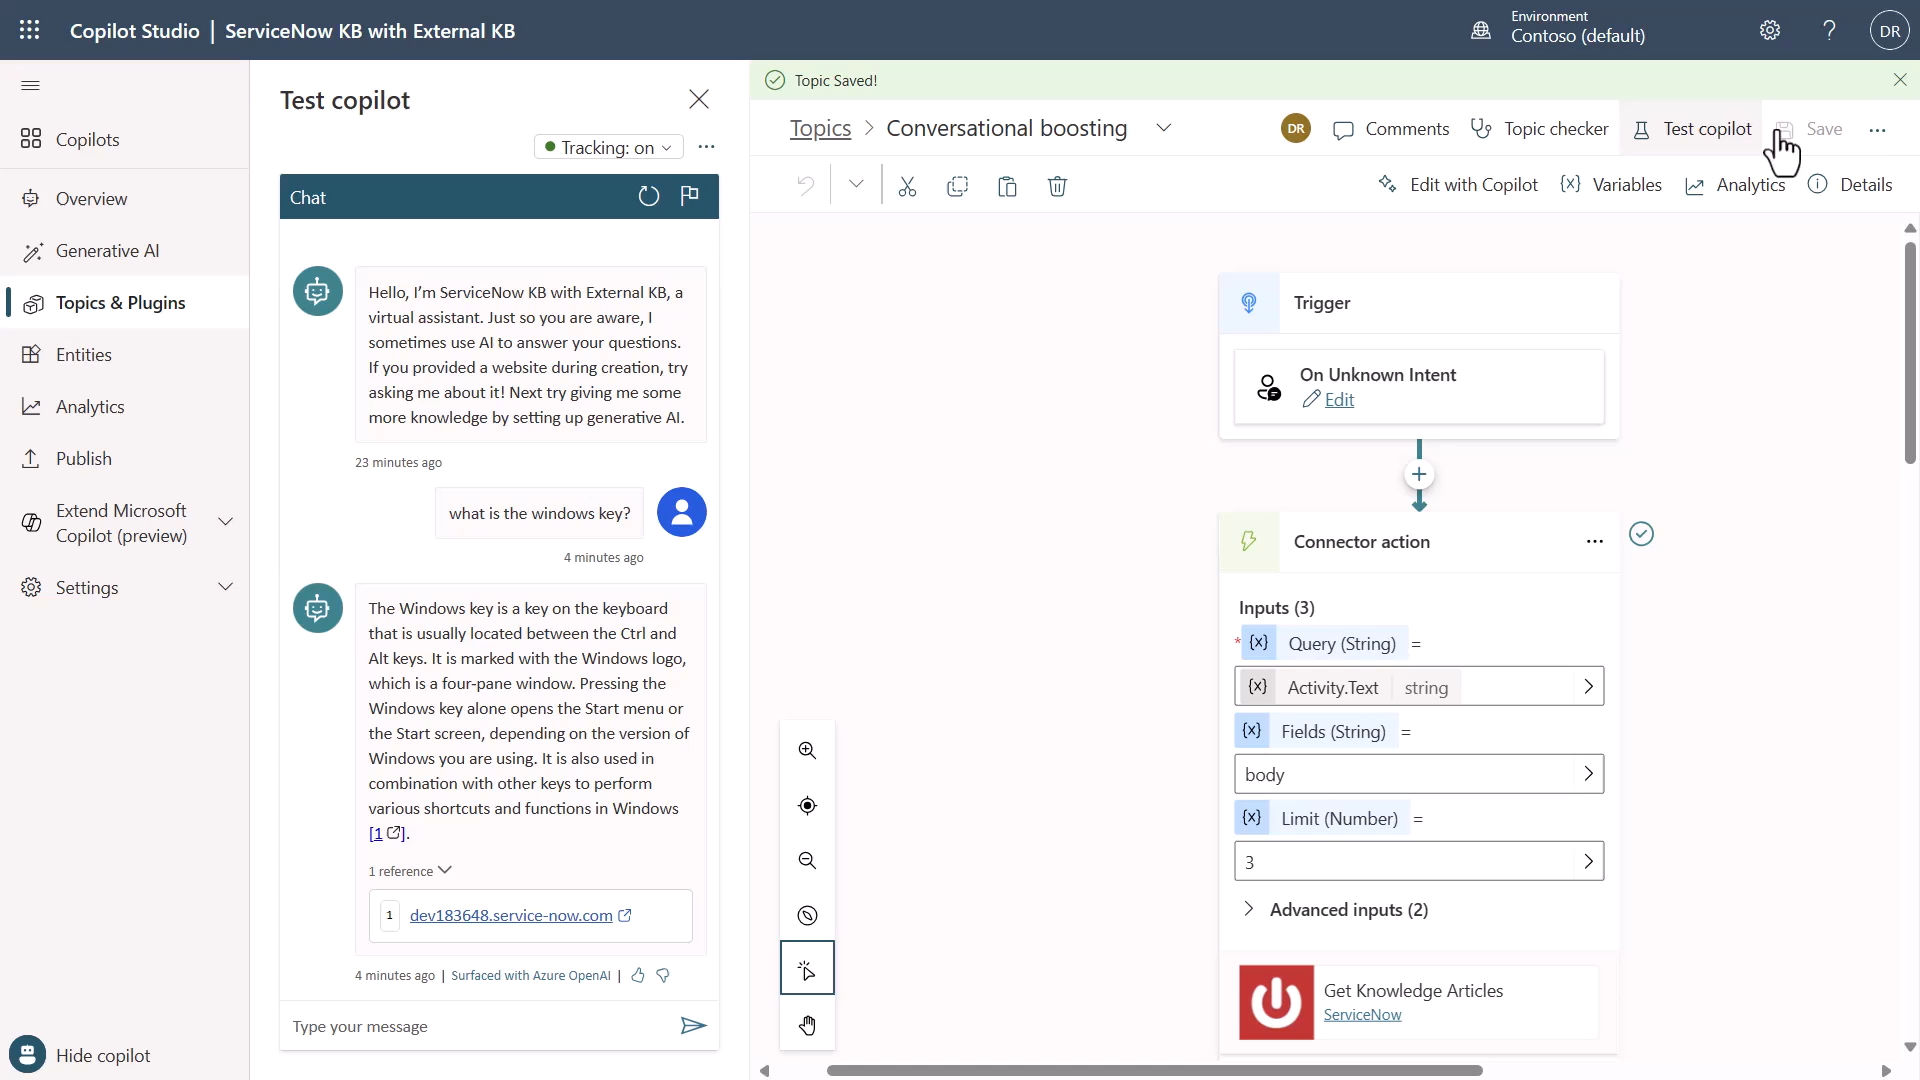 Copilot Studio | ServiceNow KB with External KB
Environment
Contoso (default)
DR
Copilots
Overview
Generative AI
Topics & Plugins
Entities
Analytics
Publish
Extend Microsoft
Copilot (preview)
Settings
Hide copilot
Test copilot
Tracking: on
Chat
Hello, I'm ServiceNow KB with External KB, a
virtual assistant. Just so you are aware, I
sometimes use AI to answer your questions.
If you provided a website during creation, try
asking me about it! Next try giving me some
more knowledge by setting up generative AI.
23 minutes ago
what is the windows key?
4 minutes ago
The Windows key is a key on the keyboard
that is usually located between the Ctrl and
Alt keys. It is marked with the Windows logo,
which is a four-pane window. Pressing the
Windows key alone opens the Start menu or
the Start screen, depending on the version of
Windows you are using. It is also used in
combination with other keys to perform
various shortcuts and functions in Windows
[1].
1 reference
1 dev183648.service-now.com
4 minutes ago | Surfaced with Azure OpenAI |
Type your message
Topic Saved!
Topics > Conversational boosting
DR
Comments
Topic checker
Test copilot
Save
Edit with Copilot
{x} Variables
Analytics
Details
Trigger
On Unknown Intent
Edit
Connector action
Inputs (3)
* {x} Query (String) =
{x} Activity.Text string
{x} Fields (String) =
body
{x} Limit (Number) =
3
Advanced inputs (2)
Get Knowledge Articles
ServiceNow